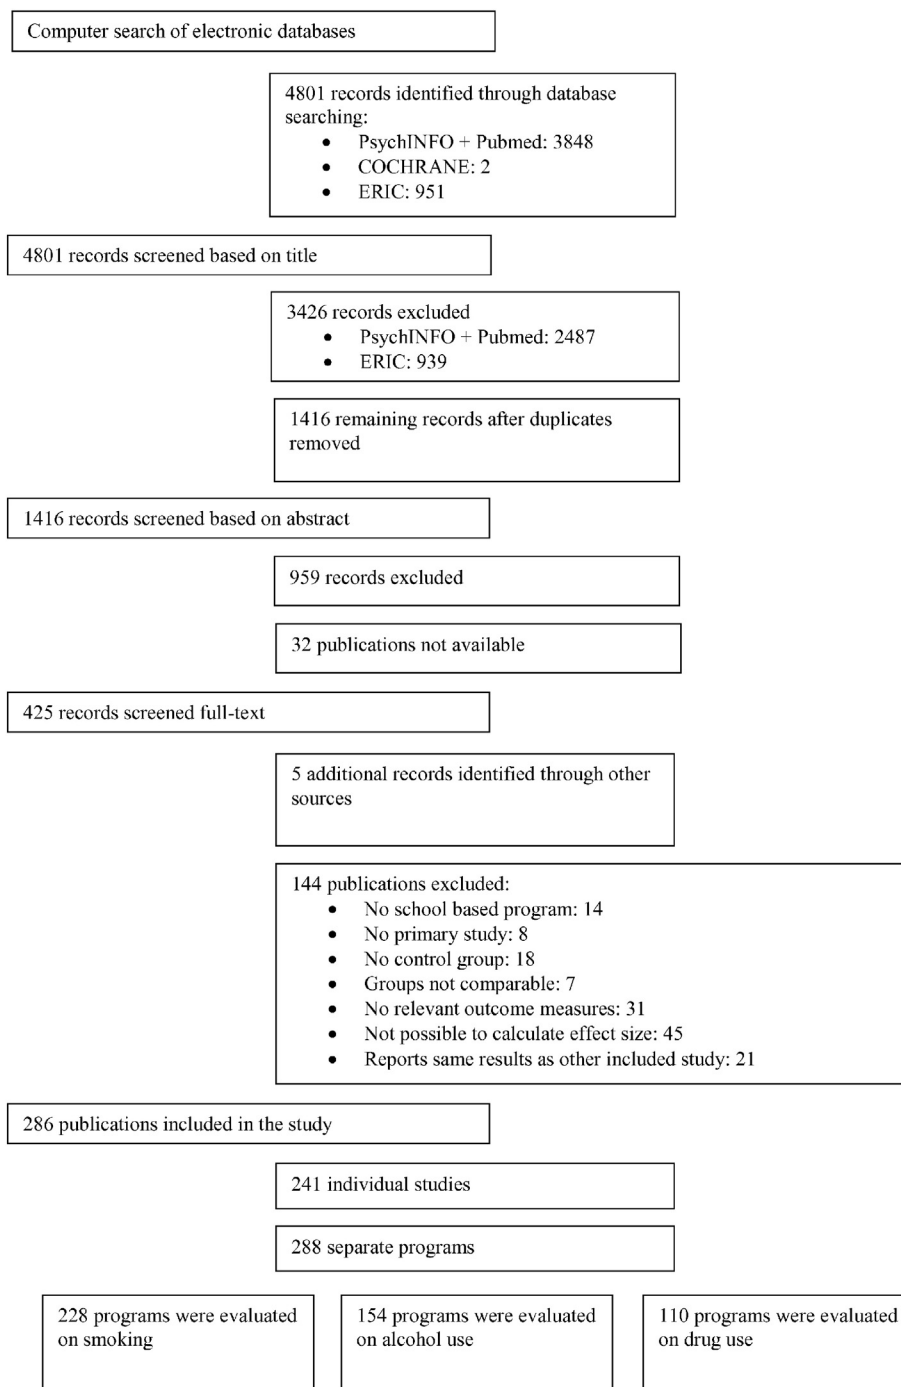 Computer search of electronic databases
4801 records identified through database
searching:
• PsychINFO + Pubmed: 3848
• COCHRANE: 2
• ERIC: 951
4801 records screened based on title
3426 records excluded
• PsychINFO + Pubmed: 2487
• ERIC: 939
1416 remaining records after duplicates
removed
1416 records screened based on abstract
959 records excluded
32 publications not available
425 records screened full-text
5 additional records identified through other
sources
144 publications excluded:
• No school based program: 14
• No primary study: 8
• No control group: 18
• Groups not comparable: 7
• No relevant outcome measures: 31
• Not possible to calculate effect size: 45
• Reports same results as other included study: 21
286 publications included in the study
241 individual studies
288 separate programs
228 programs were evaluated
on smoking
154 programs were evaluated
on alcohol use
110 programs were evaluated
on drug use